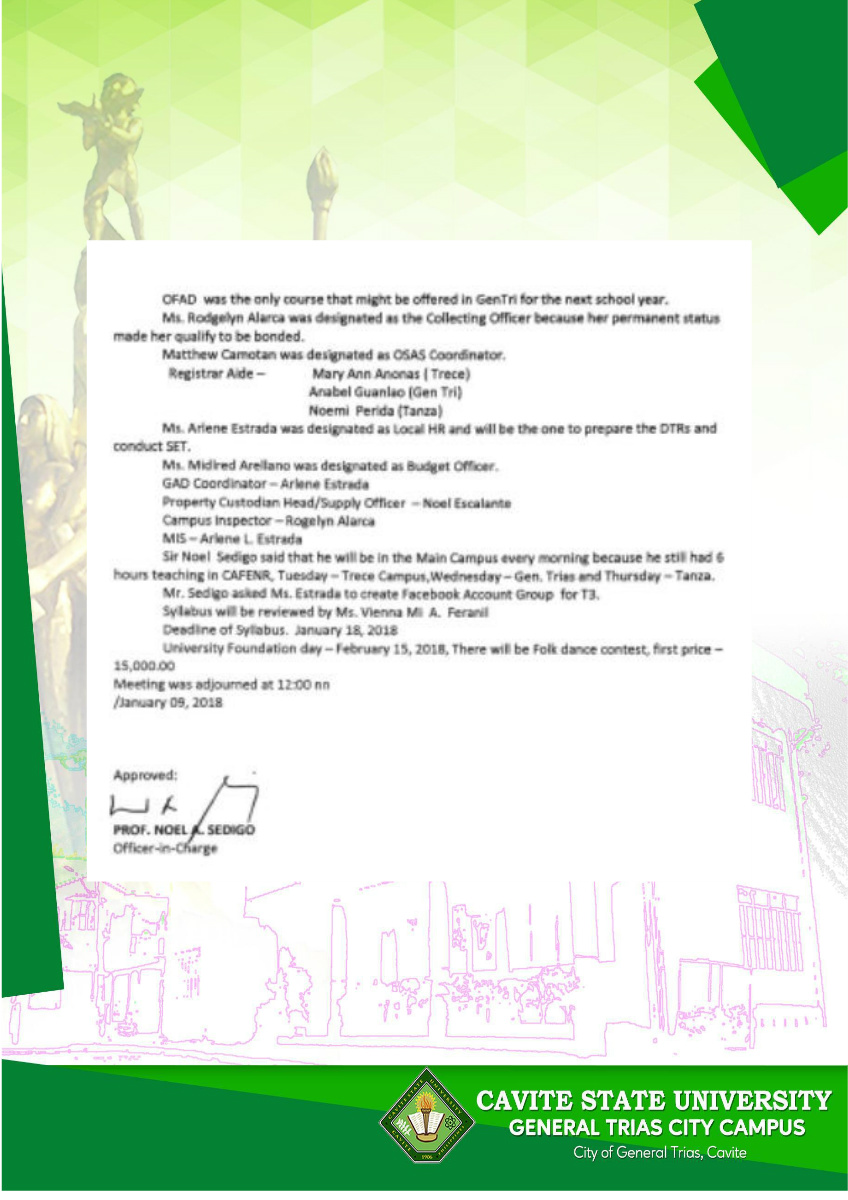 OFAD was the only course that might be offered in GenTri for the next school year.
Ms. Rodgelyn Alarca was designated as the Collecting Officer because her permanent status
made her qualify to be bonded.
Matthew Camotan was designated as OSAS Coordinator.
Registrar Aide – Mary Ann Anonas ( Trece)
Anabel Guanlao (Gen Tri)
Noemi Perida (Tanza)
Ms. Arlene Estrada was designated as Local HR and will be the one to prepare the DTRs and
conduct SET.
Ms. Midired Arellano was designated as Budget Officer.
GAD Coordinator – Arlene Estrada
Property Custodian Head/Supply Officer – Noel Escalante
Campus Inspector – Rogelyn Alarca
MIS – Arlene L. Estrada
Sir Noel Sedigo said that he will be in the Main Campus every morning because he still had 6
hours teaching in CAFENR, Tuesday – Trece Campus,Wednesday – Gen. Trias and Thursday – Tanza.
Mr. Sedigo asked Ms. Estrada to create Facebook Account Group for T3.
Syllabus will be reviewed by Ms. Vienna Mi A. Feranil
Deadline of Syllabus. January 18, 2018
University Foundation day – February 15, 2018, There will be Folk dance contest, first price –
15,000.00
Meeting was adjourned at 12:00 nn
/January 09, 2018
Approved:
PROF. NOEL A. SEDIGO
Officer-in-Charge
CAVITE STATE UNIVERSITY
GENERAL TRIAS CITY CAMPUS
City of General Trias, Cavite
1906